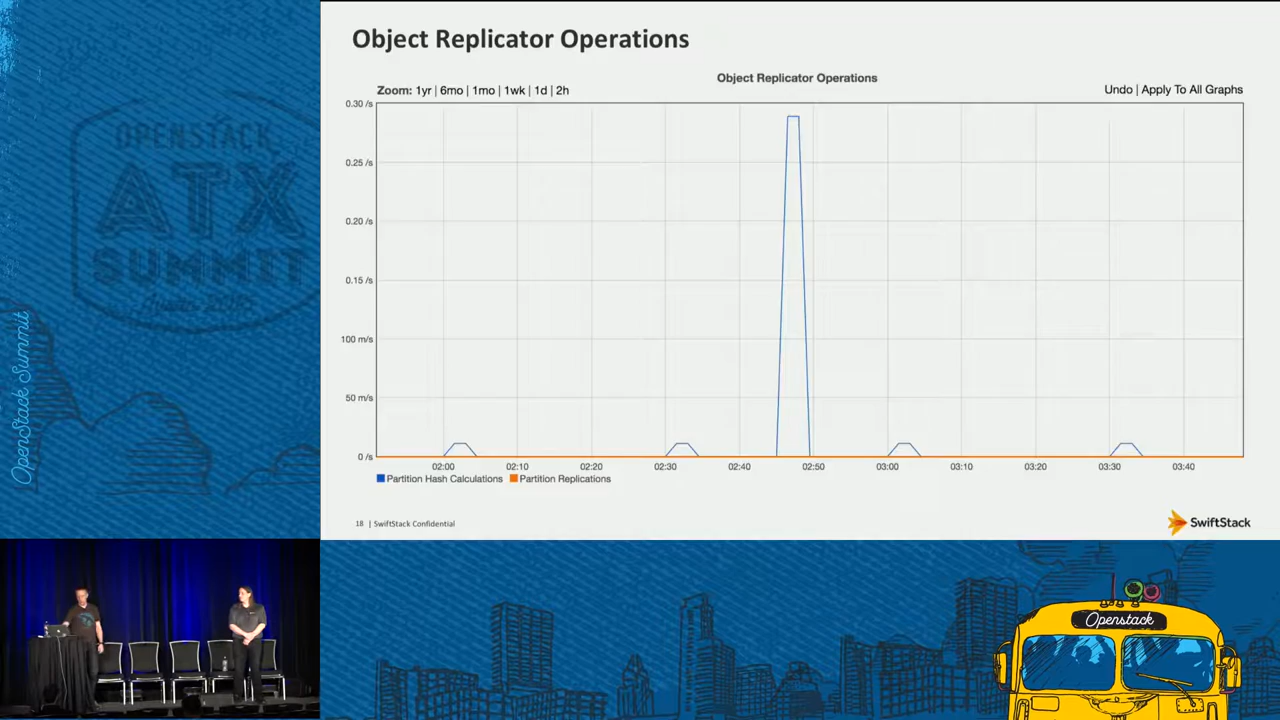 OPENSTACK
ATX
SUMMIT
OpenStack Summit
Object Replicator Operations
Object Replicator Operations
Zoom: 1yr | 6mo | 1mo | 1wk | 1d | 2h
Undo | Apply To All Graphs
0.30 /s
0.25 /s
0.20 /s
0.15 /s
100 m/s
50 m/s
0 /s
02:00 02:10 02:20 02:30 02:40 02:50 03:00 03:10 03:20 03:30 03:40
Partition Hash Calculations Partition Replications
18 | SwiftStack Confidential
SwiftStack
Openstack